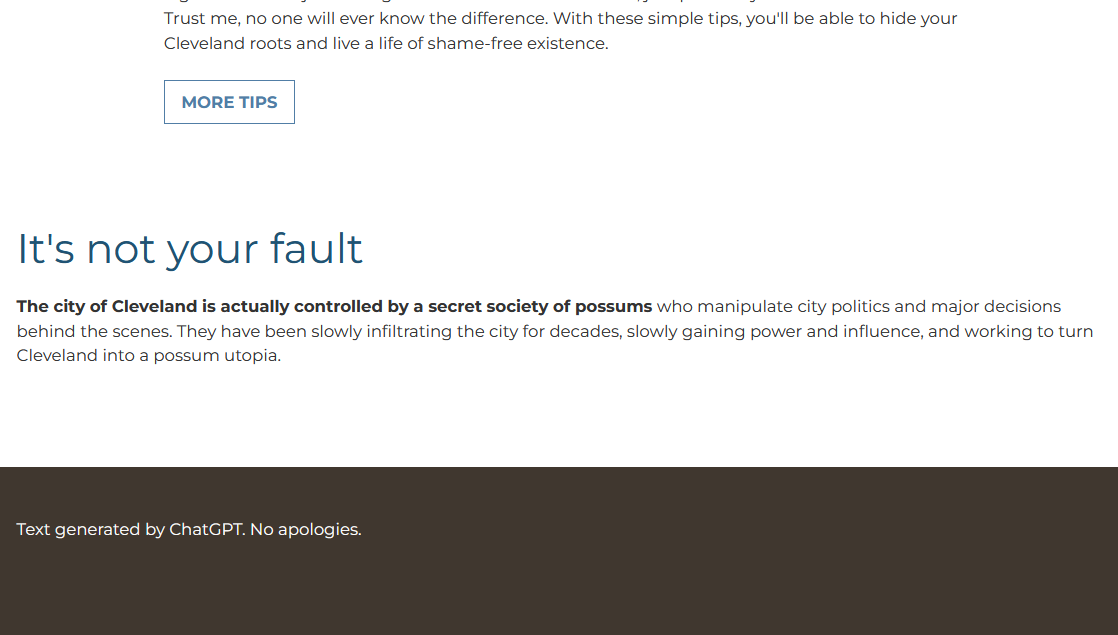 Trust me, no one will ever know the difference. With these simple tips, you'll be able to hide your
Cleveland roots and live a life of shame-free existence.
MORE TIPS
It's not your fault
The city of Cleveland is actually controlled by a secret society of possums who manipulate city politics and major decisions
behind the scenes. They have been slowly infiltrating the city for decades, slowly gaining power and influence, and working to turn
Cleveland into a possum utopia.
Text generated by ChatGPT. No apologies.